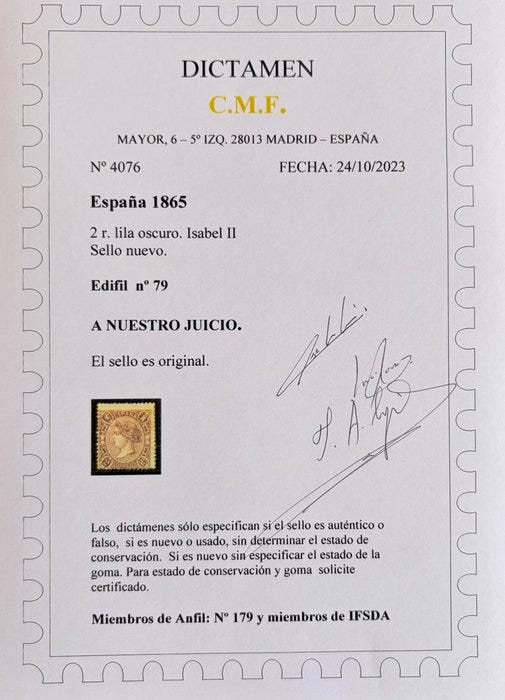 DICTAMEN
C.M.F.
MAYOR, 6 – 5º IZQ. 28013 MADRID – ESPAÑA
Nº 4076 FECHA: 24/10/2023
España 1865
2 r. lila oscuro. Isabel II
Sello nuevo.
Edifil nº 79
A NUESTRO JUICIO.
El sello es original.
Los dictámenes sólo especifican si el sello es auténtico o
falso, si es nuevo o usado, sin determinar el estado de
conservación. Si es nuevo sin especificar el estado de la
goma. Para estado de conservación y goma solicite
certificado.
Miembros de Anfil: Nº 179 y miembros de IFSDA